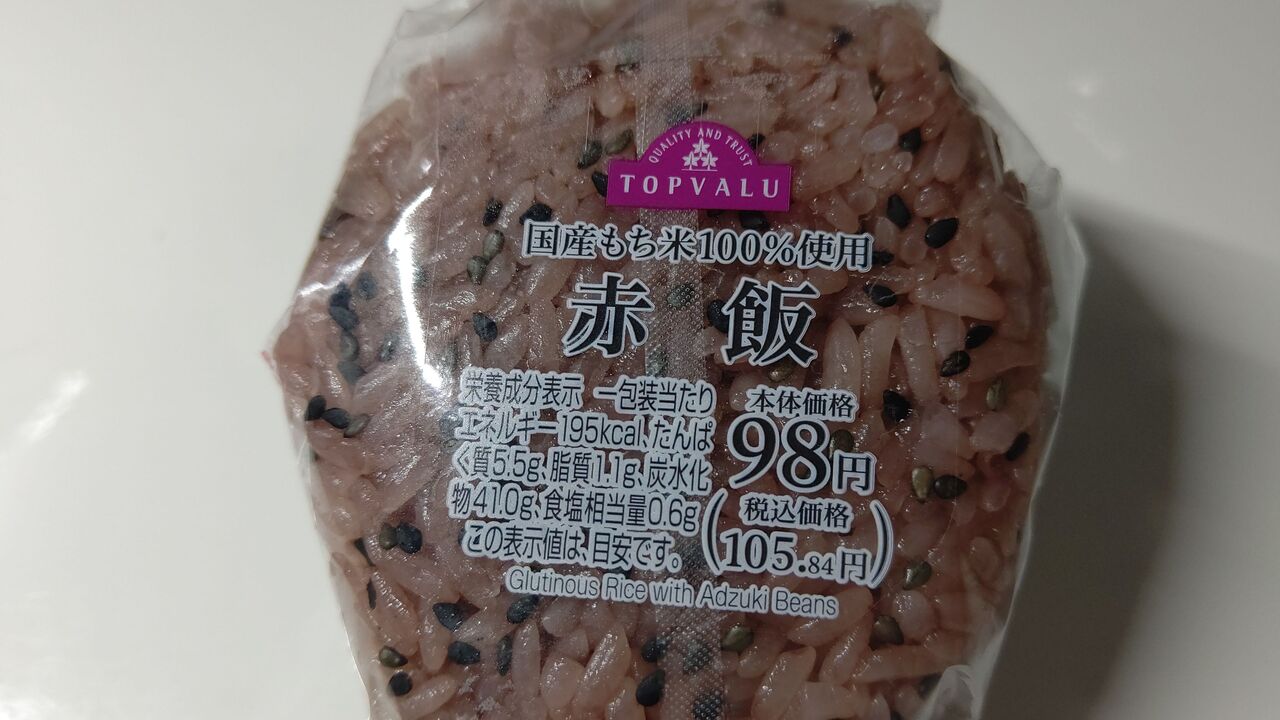 QUALITY AND TRUST
TOPVALU
国産もち米100%使用
赤飯
栄養成分表示 一包装当たり
エネルギー195kcal、たんぱ
く質5.5g、脂質1.1g、炭水化
物41.0g、食塩相当量0.6g
この表示値は、目安です。
本体価格
98円
税込価格
(105.84円)
Glutinous Rice with Adzuki Beans